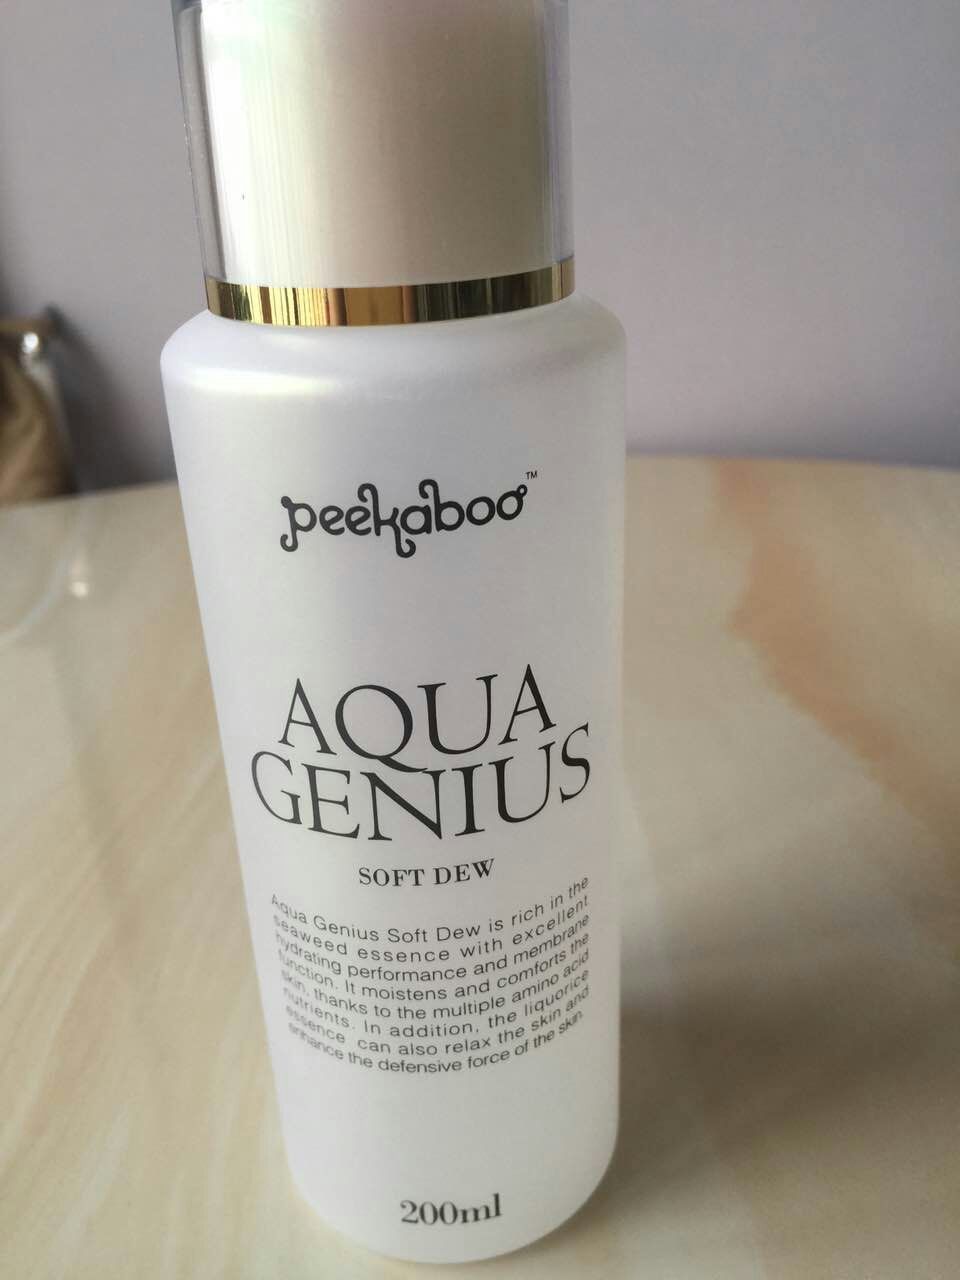 peekaboo™
AQUA
GENIUS
SOFT DEW
Aqua Genius Soft Dew is rich in the
seaweed essence with excellent
hydrating performance and membrane
function. It moistens and comforts the
skin, thanks to the multiple amino acid
nutrients. In addition, the liquorice
essence can also relax the skin and
enhance the defensive force of the skin.
200ml